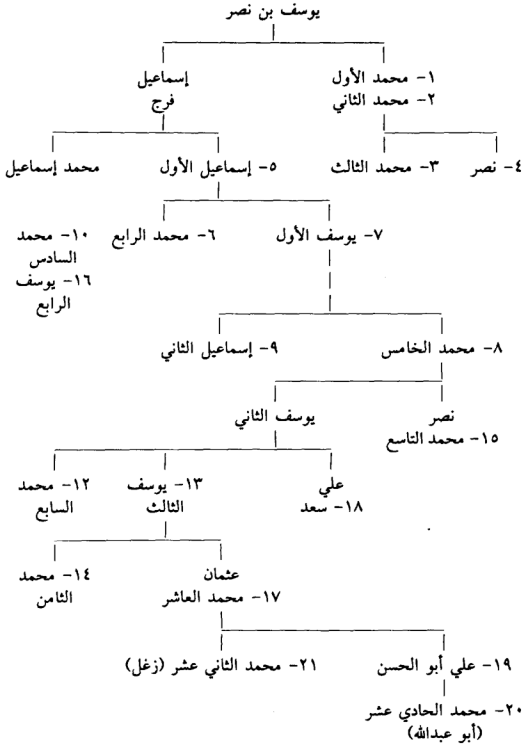 يوسف بن نصر
١- محمد الأول
إسماعيل
٢- محمد الثاني
فرج
٤- نصر
٣- محمد الثالث
٥- إسماعيل الأول
محمد إسماعيل
٧- يوسف الأول
٦- محمد الرابع
١٠- محمد
السادس
١٦- يوسف
الرابع
٨- محمد الخامس
٩- إسماعيل الثاني
نصر
يوسف الثاني
١٥- محمد التاسع
علي
١٣- يوسف
١٢- محمد
١٨- سعد
الثالث
السابع
عثمان
١٤- محمد
١٧- محمد العاشر
الثامن
١٩- علي أبو الحسن
٢١- محمد الثاني عشر (زغل)
٢٠- محمد الحادي عشر
(أبو عبدالله)